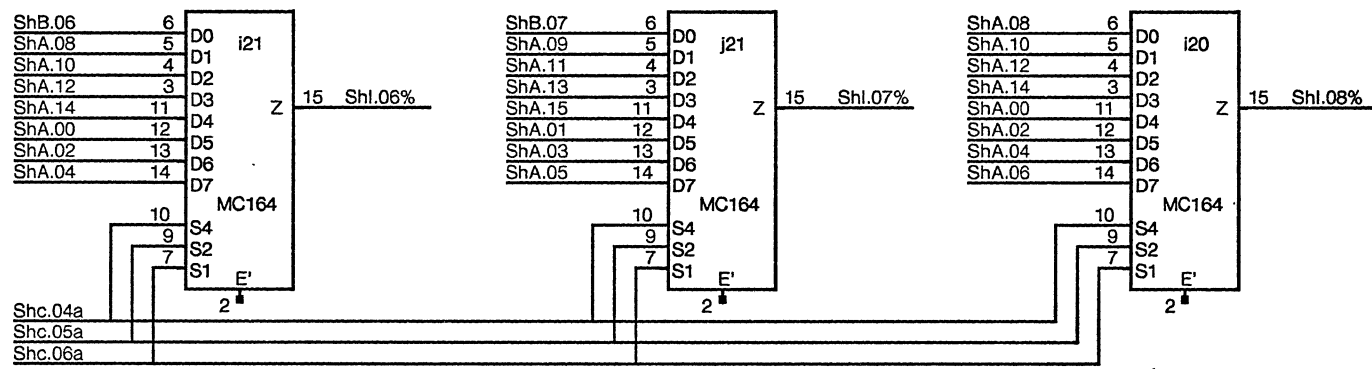 ShB.06 6 D0 i21
ShA.08 5 D1
ShA.10 4 D2
ShA.12 3 D3
ShA.14 11 D4
ShA.00 12 D5
ShA.02 13 D6
ShA.04 14 D7
Z 15 ShI.06%
MC164
10 S4
9 S2
7 S1
E'
2
ShB.07 6 D0 j21
ShA.09 5 D1
ShA.11 4 D2
ShA.13 3 D3
ShA.15 11 D4
ShA.01 12 D5
ShA.03 13 D6
ShA.05 14 D7
Z 15 ShI.07%
MC164
10 S4
9 S2
7 S1
E'
2
ShA.08 6 D0 i20
ShA.10 5 D1
ShA.12 4 D2
ShA.14 3 D3
ShA.00 11 D4
ShA.02 12 D5
ShA.04 13 D6
ShA.06 14 D7
Z 15 ShI.08%
MC164
10 S4
9 S2
7 S1
E'
2
Shc.04a
Shc.05a
Shc.06a